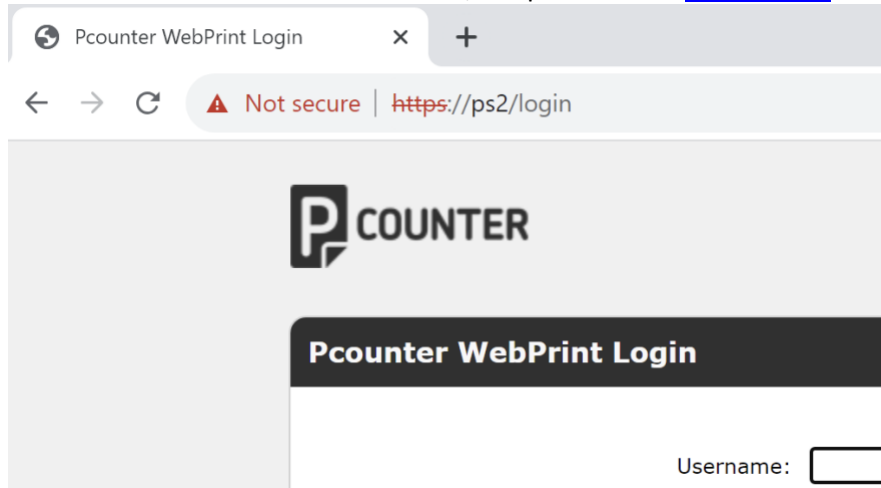 Pcounter WebPrint Login
Not secure https://ps2/login
P COUNTER
Pcounter WebPrint Login
Username: